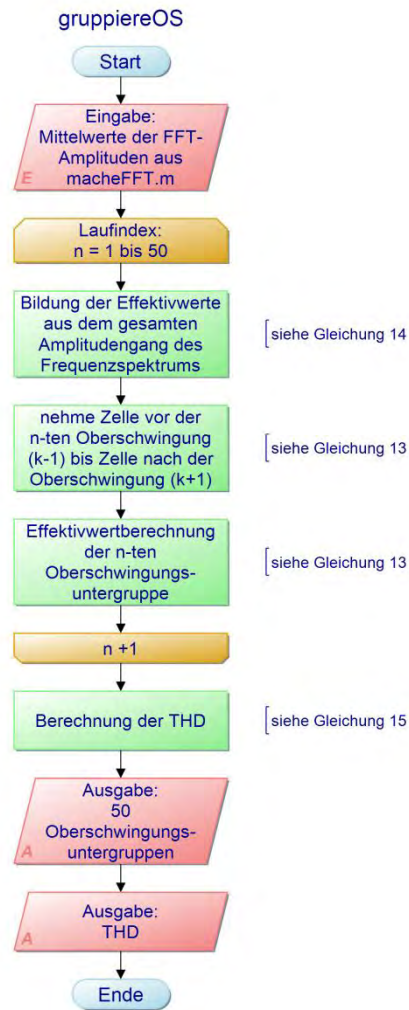 gruppiereOS
Start
Eingabe:
Mittelwerte der FFT-
Amplituden aus
macheFFT.m
E
Laufindex:
n = 1 bis 50
Bildung der Effektivwerte
aus dem gesamten
Amplitudengang des
Frequenzspektrums
siehe Gleichung 14
nehme Zelle vor der
n-ten Oberschwingung
(k-1) bis Zelle nach der
Oberschwingung (k+1)
siehe Gleichung 13
Effektivwertberechnung
der n-ten
Oberschwingungs-
untergruppe
siehe Gleichung 13
n +1
Berechnung der THD
siehe Gleichung 15
Ausgabe:
50
Oberschwingungs-
untergruppen
A
Ausgabe:
THD
A
Ende